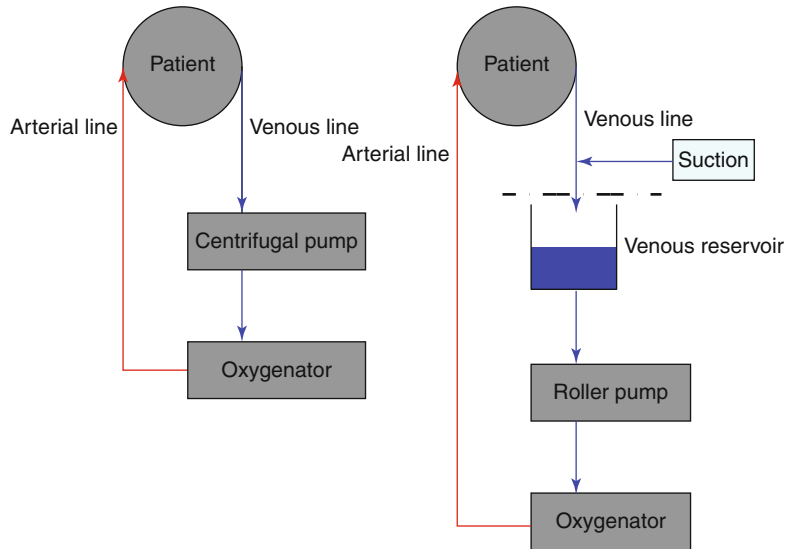 Patient
Arterial line
Venous line
Centrifugal pump
Oxygenator
Patient
Venous line
Arterial line
Suction
Venous reservoir
Roller pump
Oxygenator